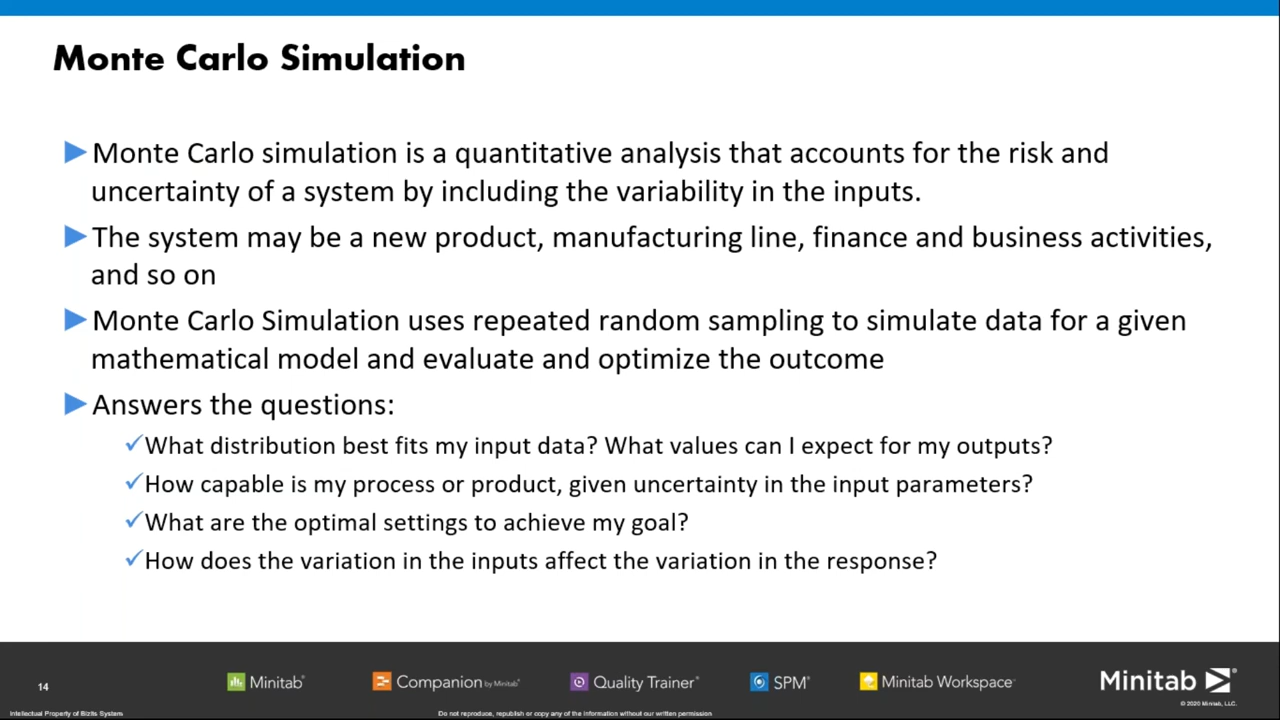 Monte Carlo Simulation
Monte Carlo simulation is a quantitative analysis that accounts for the risk and
uncertainty of a system by including the variability in the inputs.
The system may be a new product, manufacturing line, finance and business activities,
and so on
Monte Carlo Simulation uses repeated random sampling to simulate data for a given
mathematical model and evaluate and optimize the outcome
Answers the questions:
What distribution best fits my input data? What values can I expect for my outputs?
How capable is my process or product, given uncertainty in the input parameters?
What are the optimal settings to achieve my goal?
How does the variation in the inputs affect the variation in the response?
14
Minitab®
Companion by Minitab®
Quality Trainer®
SPM®
Minitab Workspace™
Minitab®
© 2020 Minitab, LLC.
Intellectual Property of Bizits System
Do not reproduce, republish or copy any of the information without our written permission